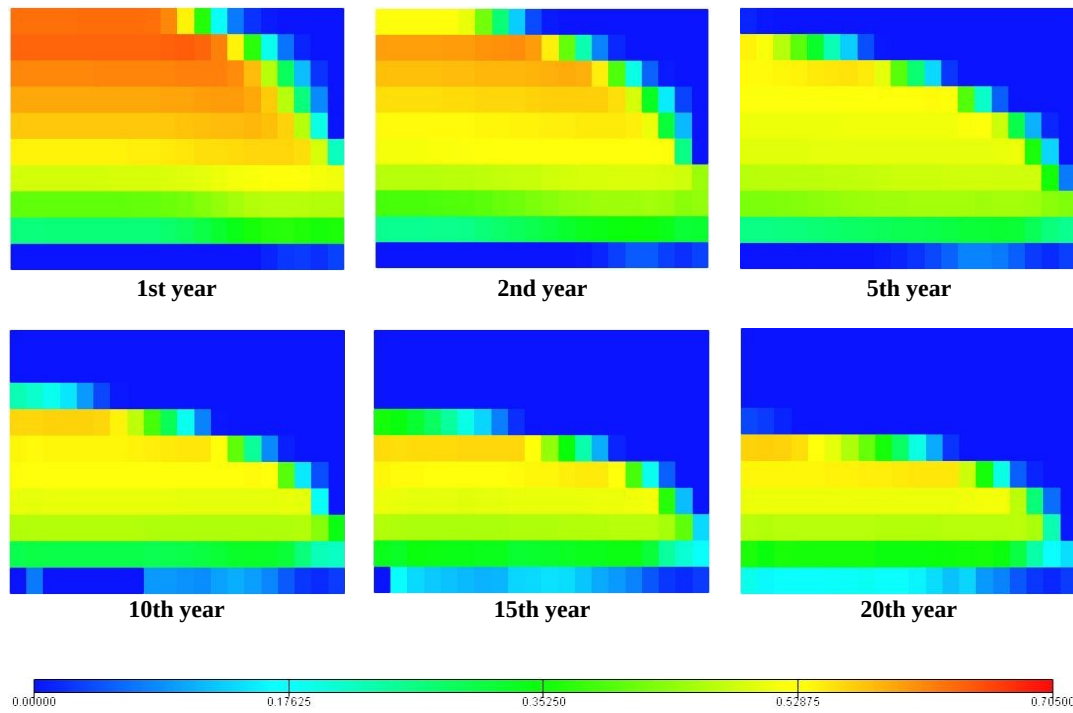 1st year
2nd year
5th year
10th year
15th year
20th year
0.00000 0.17625 0.35250 0.52875 0.70500